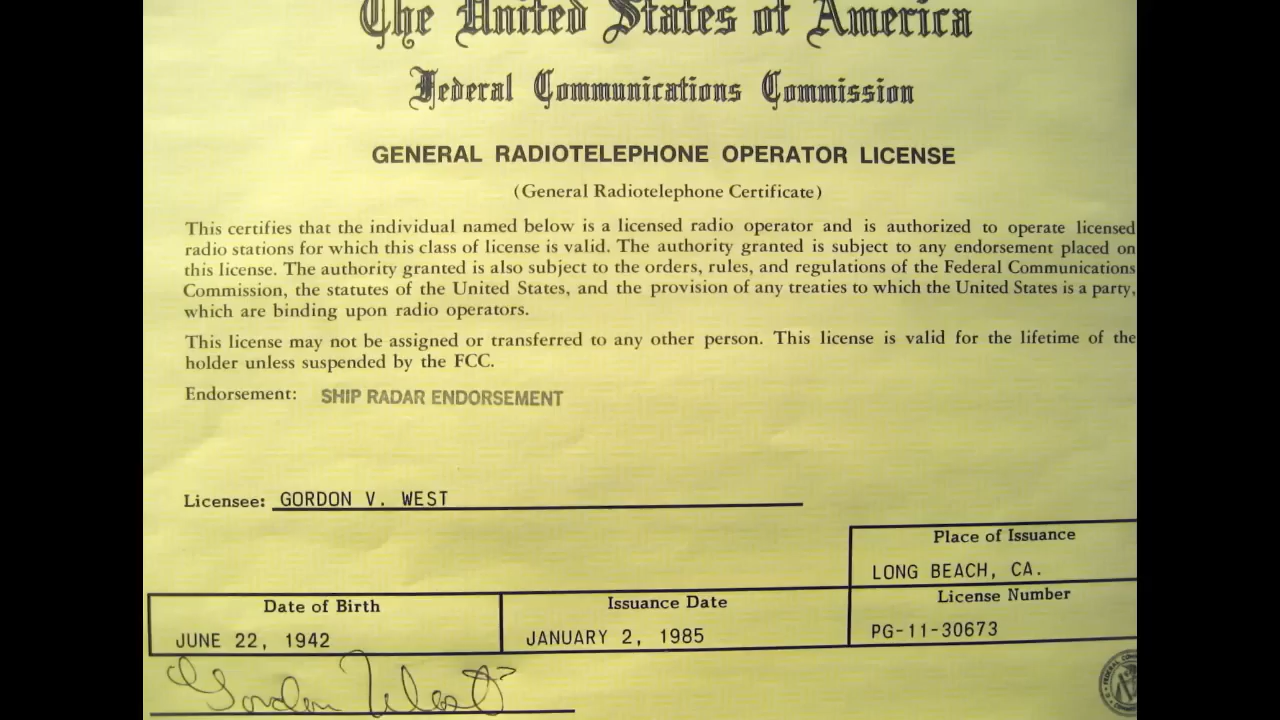 The United States of America
Federal Communications Commission
GENERAL RADIOTELEPHONE OPERATOR LICENSE
(General Radiotelephone Certificate)
This certifies that the individual named below is a licensed radio operator and is authorized to operate licensed
radio stations for which this class of license is valid. The authority granted is subject to any endorsement placed on
this license. The authority granted is also subject to the orders, rules, and regulations of the Federal Communications
Commission, the statutes of the United States, and the provision of any treaties to which the United States is a party,
which are binding upon radio operators.
This license may not be assigned or transferred to any other person. This license is valid for the lifetime of the
holder unless suspended by the FCC.
Endorsement: SHIP RADAR ENDORSEMENT
Licensee: GORDON V. WEST
Place of Issuance
LONG BEACH, CA.
Date of Birth
JUNE 22, 1942
Issuance Date
JANUARY 2, 1985
License Number
PG-11-30673
Gordon West